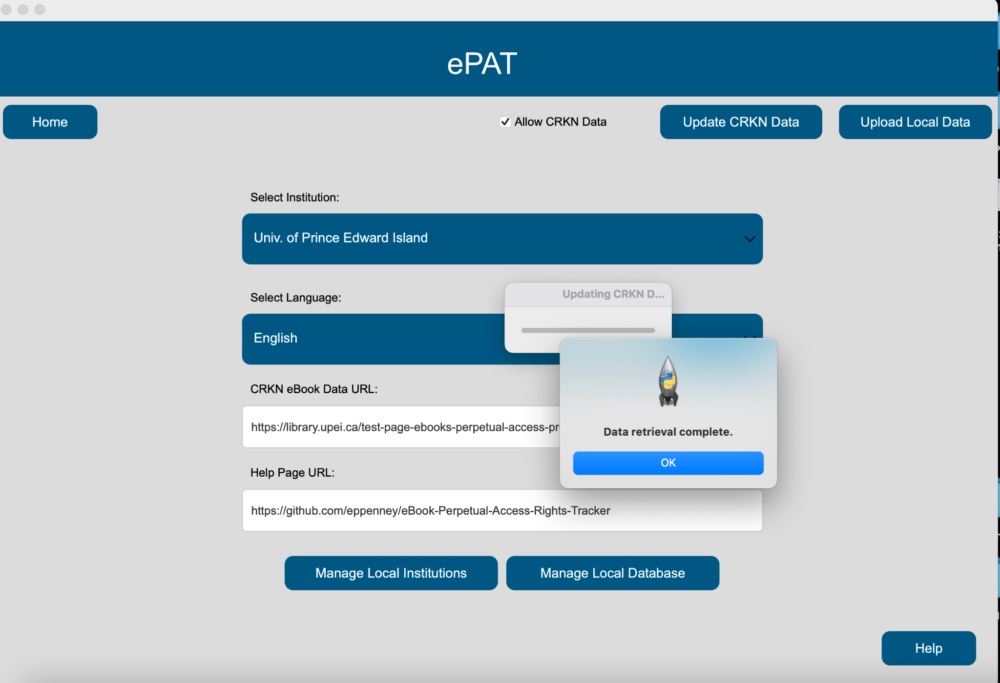 ePAT
Home
Allow CRKN Data
Update CRKN Data
Upload Local Data
Select Institution:
Univ. of Prince Edward Island
Updating CRKN D...
Select Language:
English
CRKN eBook Data URL:
https://library.upei.ca/test-page-ebooks-perpetual-access-pr
Data retrieval complete.
OK
Help Page URL:
https://github.com/eppenney/eBook-Perpetual-Access-Rights-Tracker
Manage Local Institutions
Manage Local Database
Help